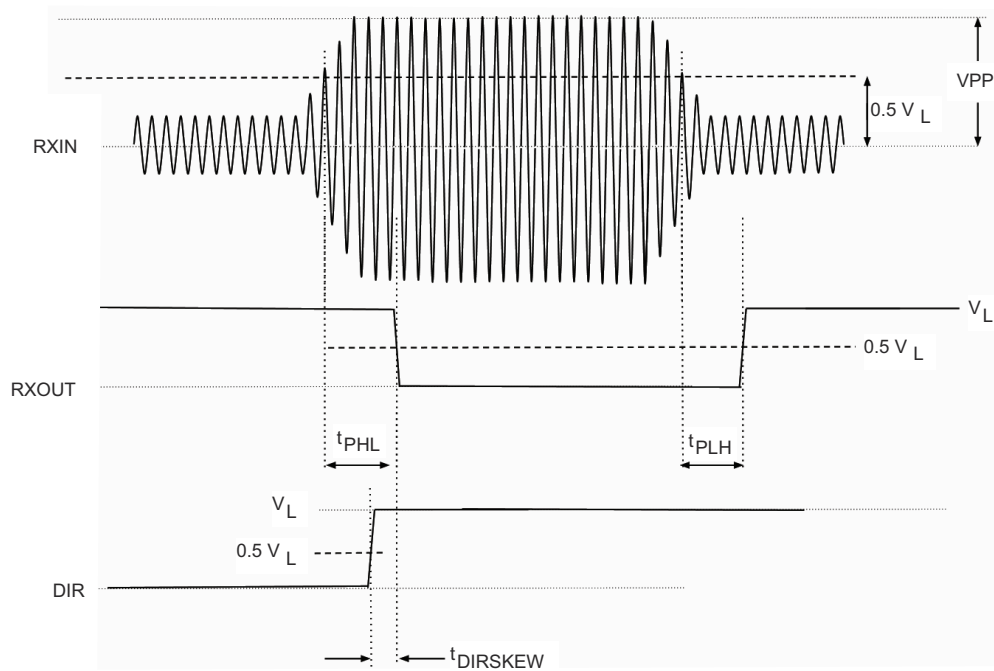 VPP
0.5 V L
RXIN
V L
0.5 V L
RXOUT
t PHL
t PLH
V L
0.5 V L
DIR
t DIRSKEW